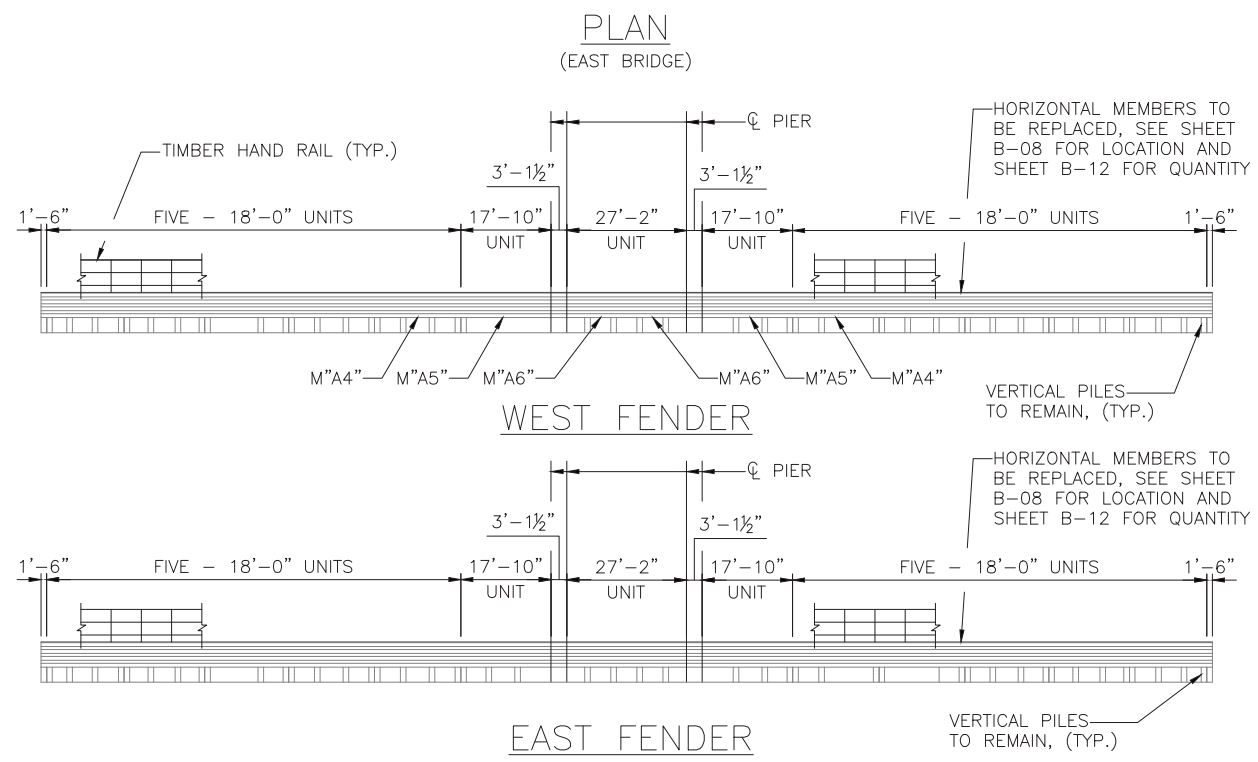 PLAN
(EAST BRIDGE)
℄ PIER
HORIZONTAL MEMBERS TO
BE REPLACED, SEE SHEET
B-08 FOR LOCATION AND
SHEET B-12 FOR QUANTITY
TIMBER HAND RAIL (TYP.)
3'-1½" 3'-1½"
1'-6" FIVE - 18'-0" UNITS 17'-10" 27'-2" 17'-10" FIVE - 18'-0" UNITS 1'-6"
UNIT UNIT UNIT
M"A4" M"A5" M"A6" M"A6" M"A5" M"A4"
VERTICAL PILES
TO REMAIN, (TYP.)
WEST FENDER
℄ PIER
HORIZONTAL MEMBERS TO
BE REPLACED, SEE SHEET
B-08 FOR LOCATION AND
SHEET B-12 FOR QUANTITY
3'-1½" 3'-1½"
1'-6" FIVE - 18'-0" UNITS 17'-10" 27'-2" 17'-10" FIVE - 18'-0" UNITS 1'-6"
UNIT UNIT UNIT
VERTICAL PILES
TO REMAIN, (TYP.)
EAST FENDER